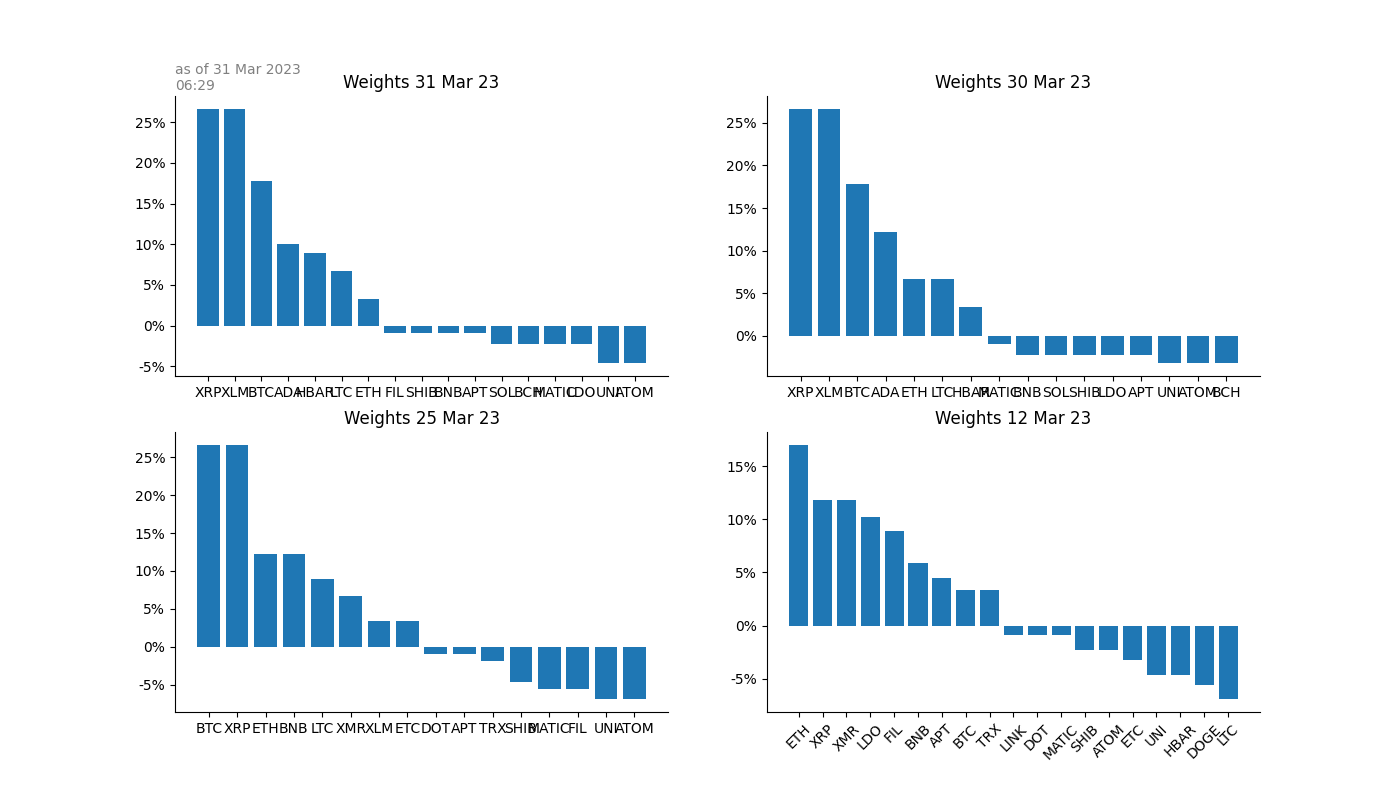 as of 31 Mar 2023
06:29
Weights 31 Mar 23
25%
20%
15%
10%
5%
0%
-5%
XRP XLM BTC ADA HBAR LTC ETH FIL SHIB BNB APT SOL BCH MATIC LDO UNI ATOM
Weights 30 Mar 23
25%
20%
15%
10%
5%
0%
XRP XLM BTC ADA ETH LTC HBAR MATIC BNB SOL SHIB LDO APT UNI ATOM BCH
Weights 25 Mar 23
25%
20%
15%
10%
5%
0%
-5%
BTC XRP ETH BNB LTC XMR XLM ETC DOT APT TRX SHIB MATIC FIL UNI ATOM
Weights 12 Mar 23
15%
10%
5%
0%
-5%
ETH XRP XMR LDO FIL BNB APT BTC TRX LINK DOT MATIC SHIB ATOM ETC UNI HBAR DOGE LTC